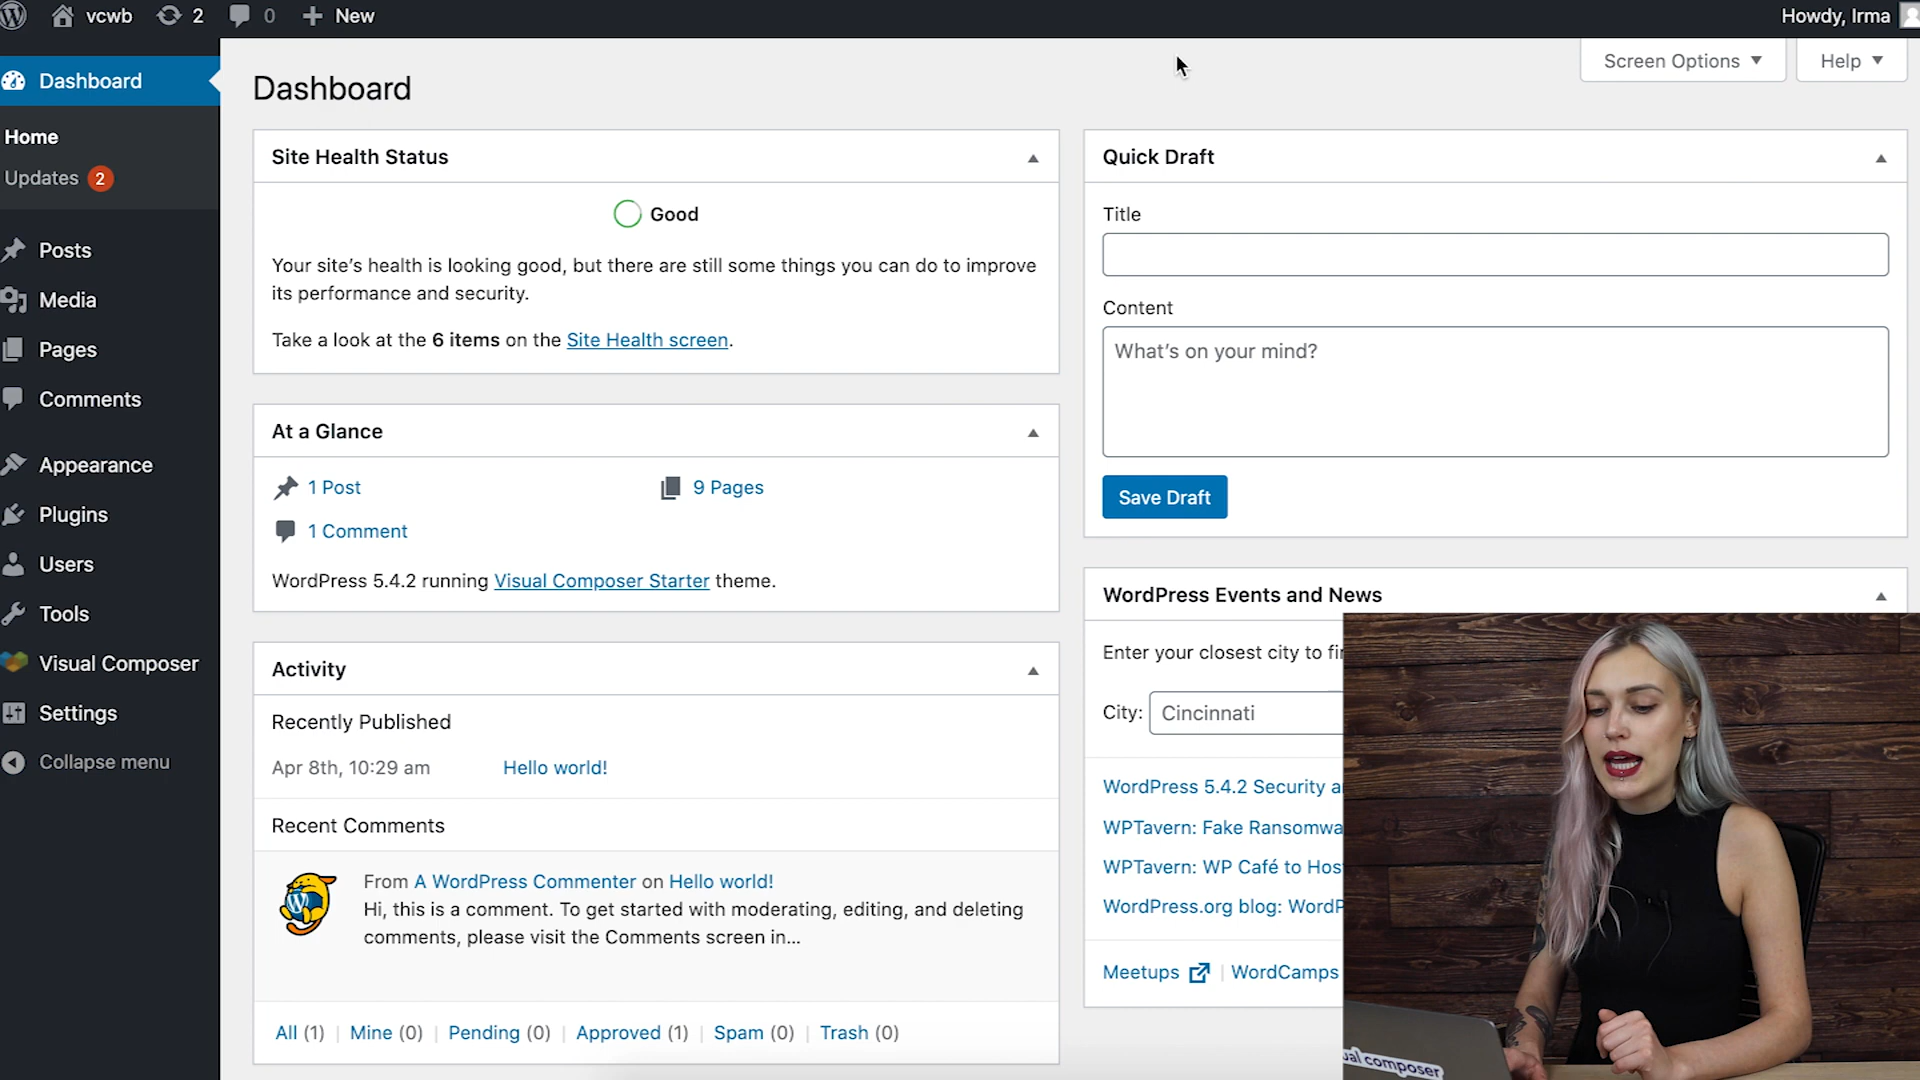 vcwb 2 0 New Howdy, Irma
Screen Options Help
Dashboard
Home
Updates 2
Posts
Media
Pages
Comments
Appearance
Plugins
Users
Tools
Visual Composer
Settings
Collapse menu
Dashboard
Site Health Status
Good
Your site's health is looking good, but there are still some things you can do to improve
its performance and security.
Take a look at the 6 items on the Site Health screen.
At a Glance
1 Post 9 Pages
1 Comment
WordPress 5.4.2 running Visual Composer Starter theme.
Activity
Recently Published
Apr 8th, 10:29 am Hello world!
Recent Comments
From A WordPress Commenter on Hello world!
Hi, this is a comment. To get started with moderating, editing, and deleting
comments, please visit the Comments screen in...
All (1) | Mine (0) | Pending (0) | Approved (1) | Spam (0) | Trash (0)
Quick Draft
Title
Content
What's on your mind?
Save Draft
WordPress Events and News
Enter your closest city to
City: Cincinnati
WordPress 5.4.2 Security
WPTavern: Fake
WPTavern: WP Café to
WordPress.org blog:
Meetups | WordCamps
composer